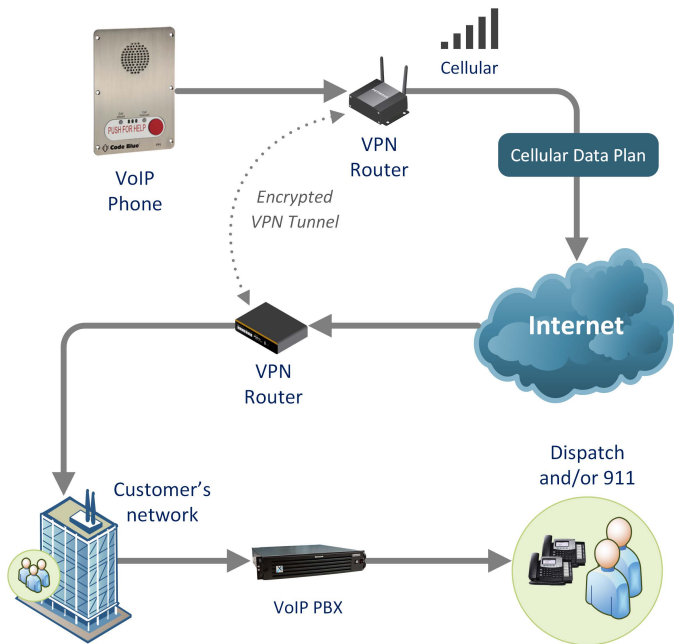 Cellular
PUSH FOR HELP
Code Blue
VoIP
Phone
VPN
Router
Cellular Data Plan
Encrypted
VPN Tunnel
Internet
VPN
Router
Dispatch
and/or 911
Customer's
network
VoIP PBX